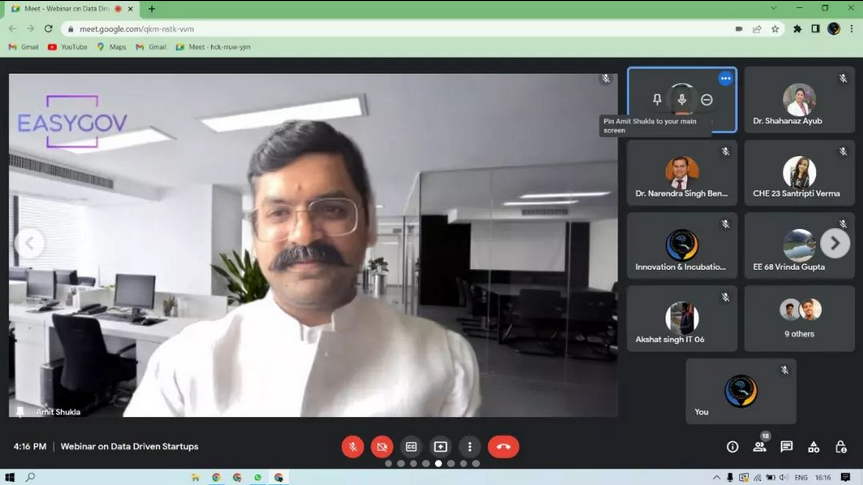 Meet - Webinar on Data Driv
meet.google.com/qkm-nstk-vvm
Gmail
YouTube
Maps
Gmail
Meet - hck-muw-yjm
EASYGOV
Pin Amit Shukla to your main
screen
Dr. Shahanaz Ayub
Dr. Narendra Singh Ben...
CHE 23 Santripti Verma
Innovation & Incubatio...
EE 68 Vrinda Gupta
Akshat singh IT 06
9 others
You
Amit Shukla
4:16 PM | Webinar on Data Driven Startups
CC
18
ENG
16:16